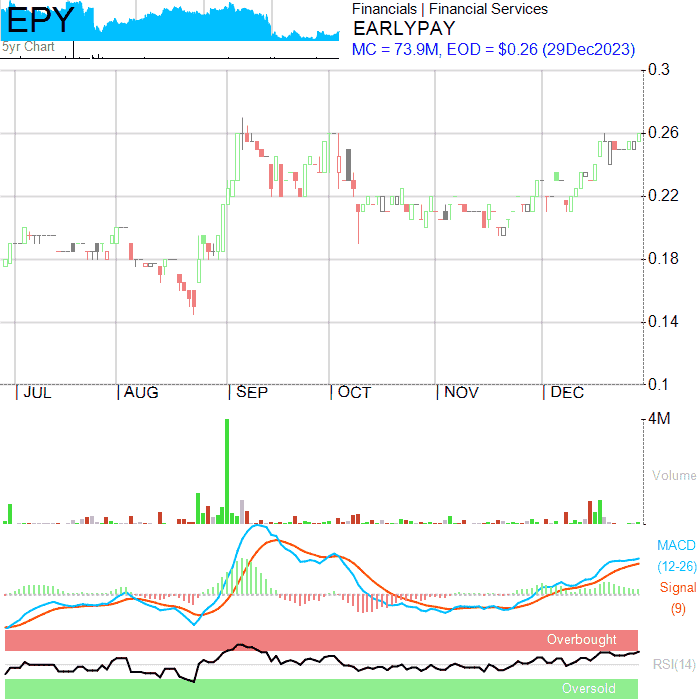 EPY
5yr Chart
Financials | Financial Services
EARLYPAY
MC = 73.9M, EOD = $0.26 (29Dec2023)
0.3
0.26
0.22
0.18
0.14
0.1
JUL AUG SEP OCT NOV DEC
4M
Volume
MACD
(12-26)
Signal
(9)
Overbought
RSI(14)
Oversold